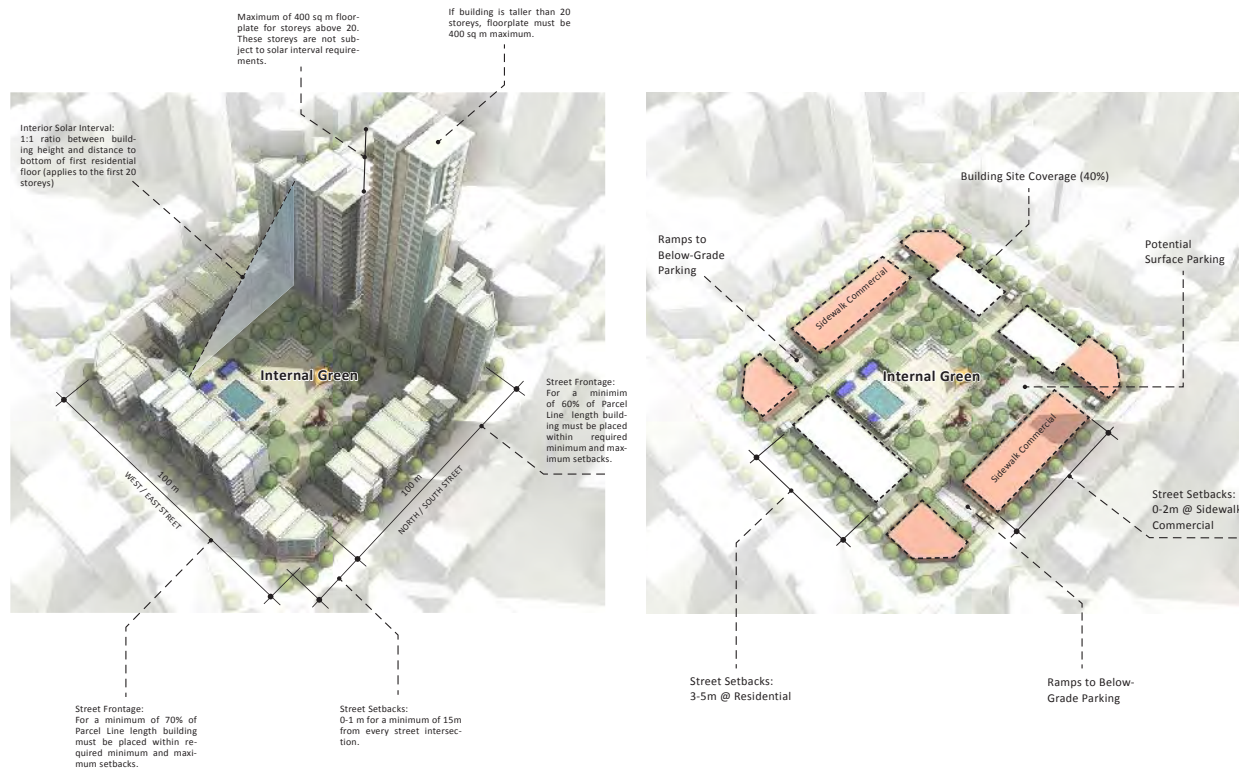 Maximum of 400 sq m floor-
plate for storeys above 20.
These storeys are not sub-
ject to solar interval require-
ments.
If building is taller than 20
storeys, floorplate must be
400 sq m maximum.
Interior Solar Interval:
1:1 ratio between build-
ing height and distance to
bottom of first residential
floor (applies to the first 20
storeys)
Internal Green
Street Frontage:
For a minimim
of 60% of Parcel
Line length build-
ing must be placed
within required
minimum and max-
imum setbacks.
100 m
WEST / EAST STREET
100 m
NORTH / SOUTH STREET
Street Frontage:
For a minimum of 70% of
Parcel Line length building
must be placed within re-
quired minimum and maxi-
mum setbacks.
Street Setbacks:
0-1 m for a minimum of 15m
from every street intersec-
tion.
Building Site Coverage (40%)
Ramps to
Below-Grade
Parking
Potential
Surface Parking
Sidewalk Commercial
Internal Green
Sidewalk Commercial
Street Setbacks:
0-2m @ Sidewalk
Commercial
Street Setbacks:
3-5m @ Residential
Ramps to Below-
Grade Parking